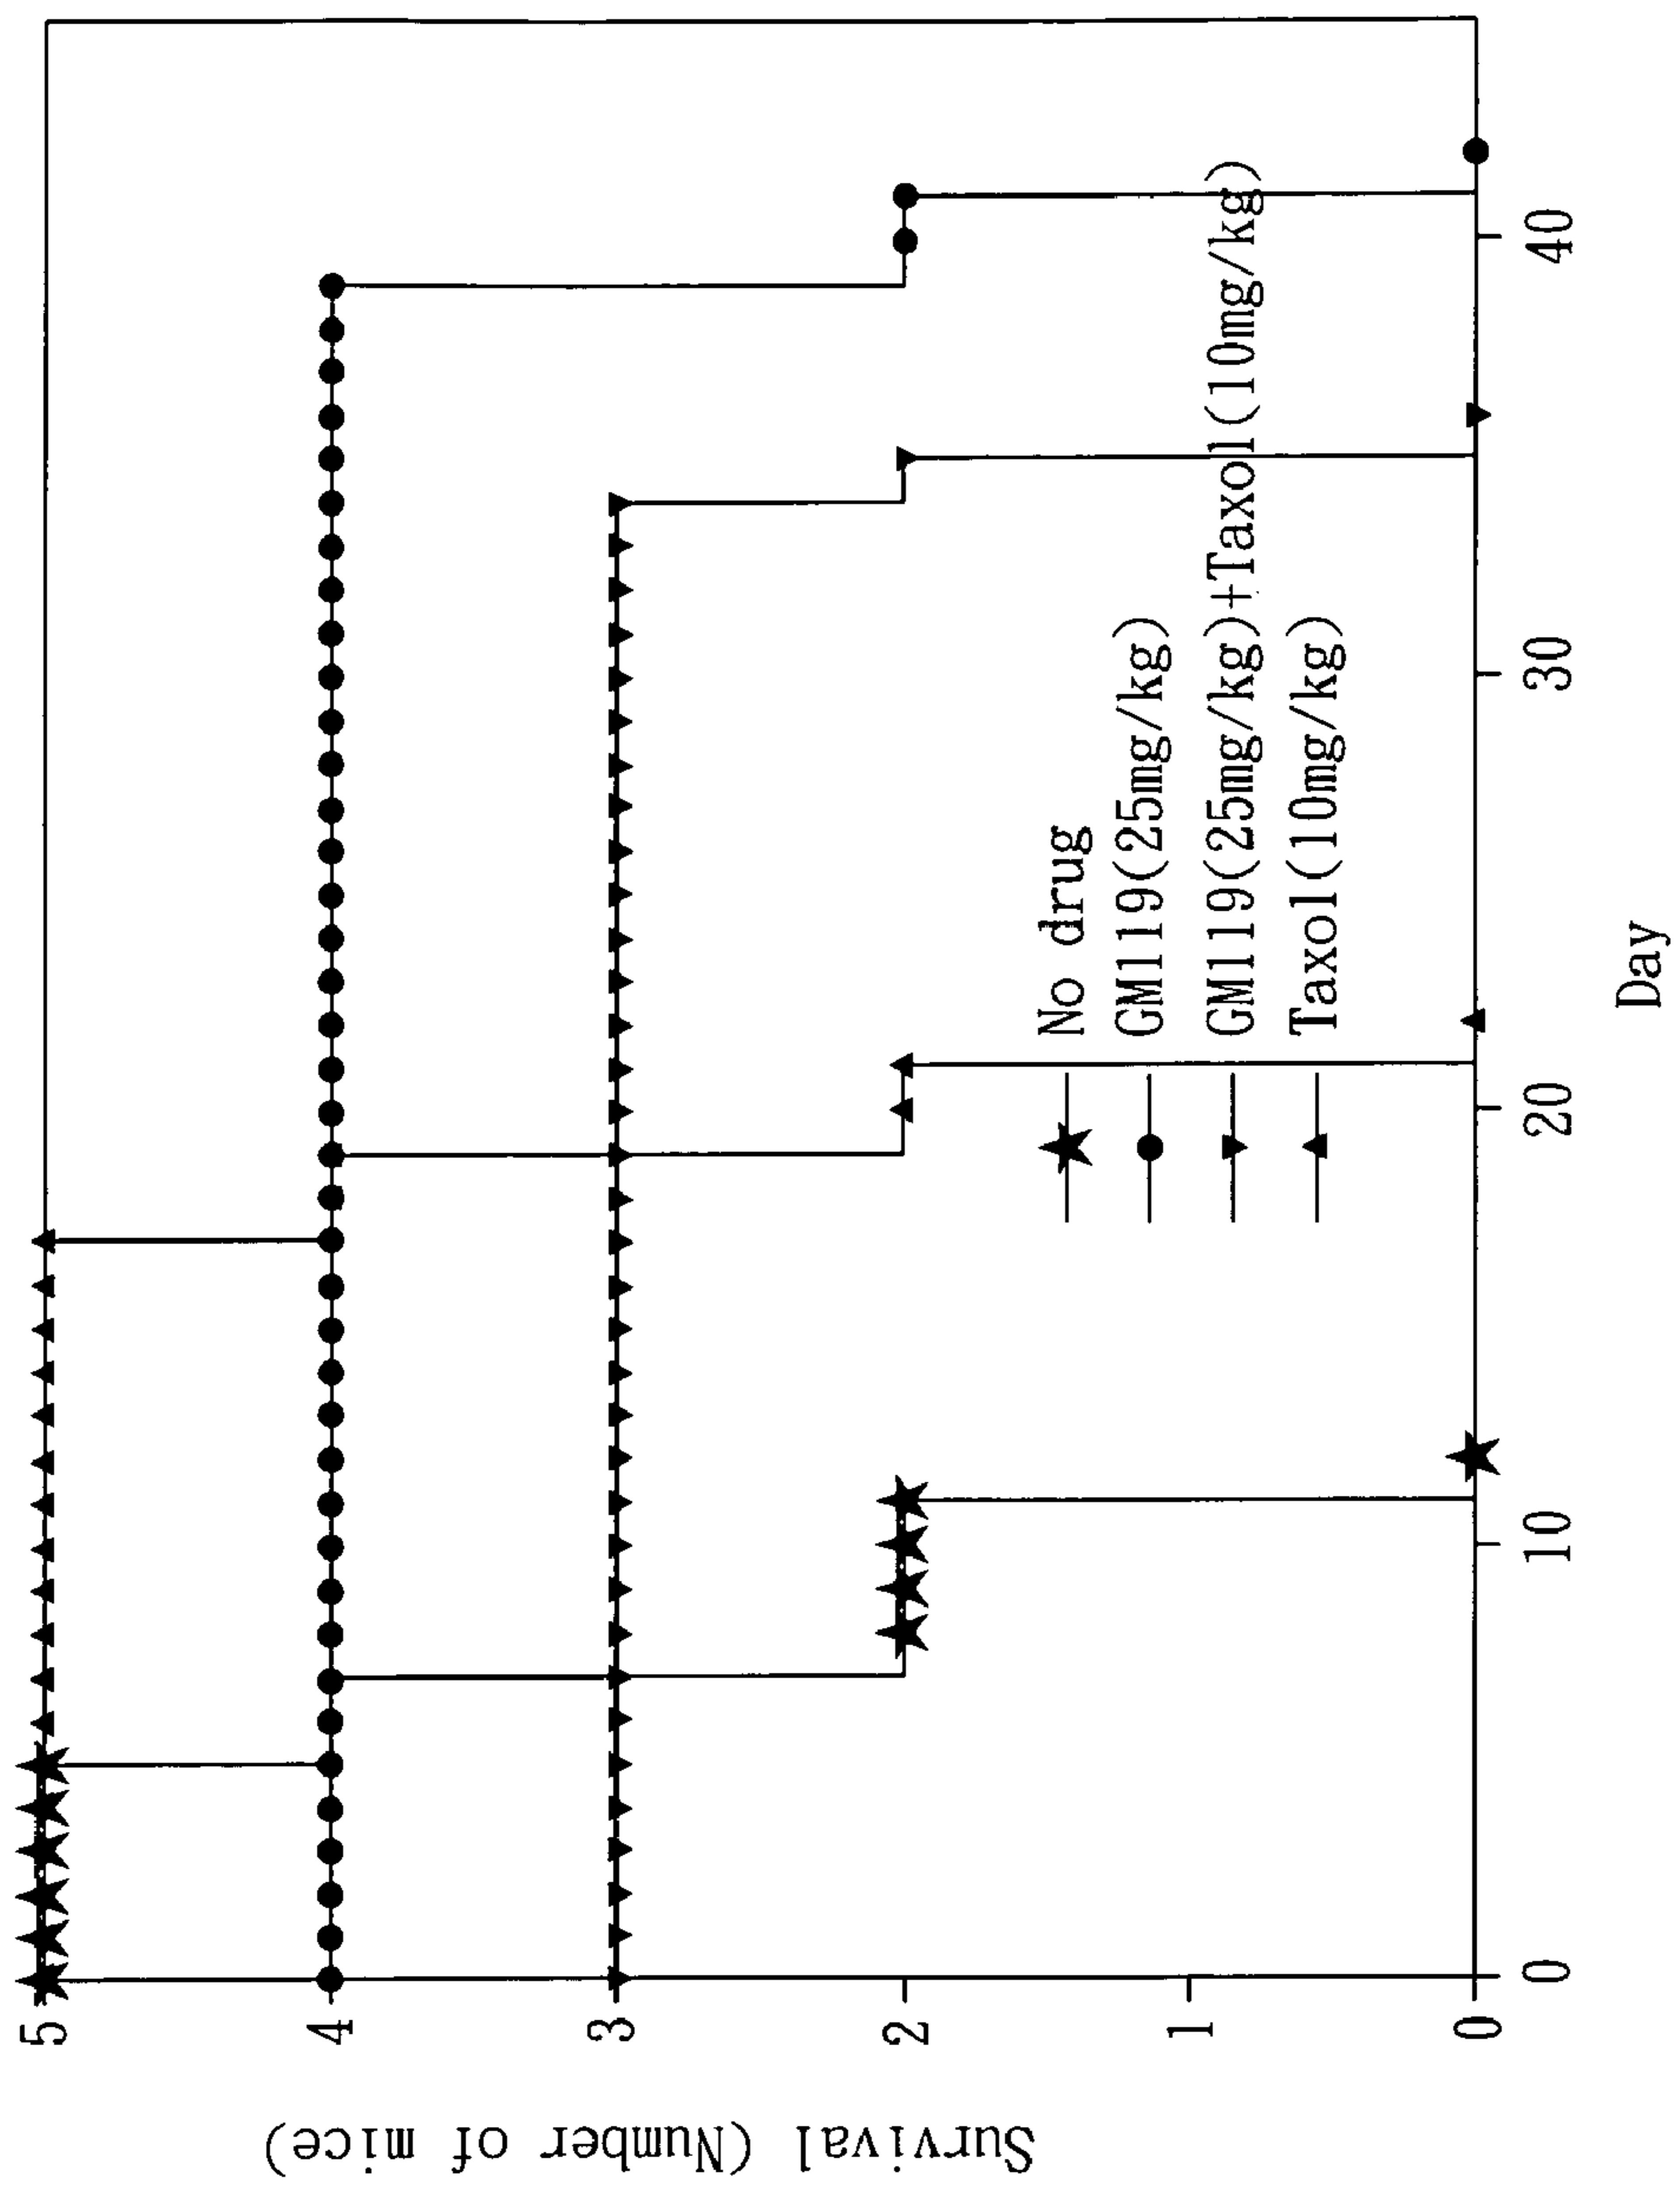 Survival (Number of mice)
5
4
3
2
1
0
No drug
GM119(25mg/kg)
GM119(25mg/kg)+Taxol(10mg/kg)
Taxol(10mg/kg)
0 10 20 30 40
Day